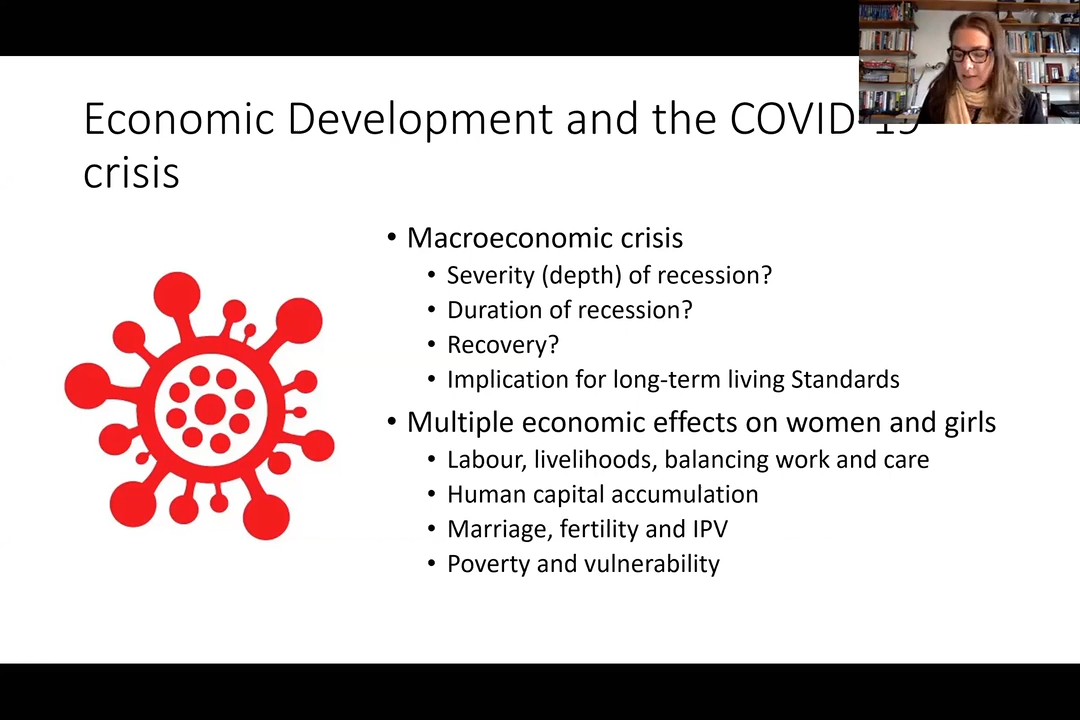 Economic Development and the COVID-19
crisis
• Macroeconomic crisis
• Severity (depth) of recession?
• Duration of recession?
• Recovery?
• Implication for long-term living Standards
• Multiple economic effects on women and girls
• Labour, livelihoods, balancing work and care
• Human capital accumulation
• Marriage, fertility and IPV
• Poverty and vulnerability